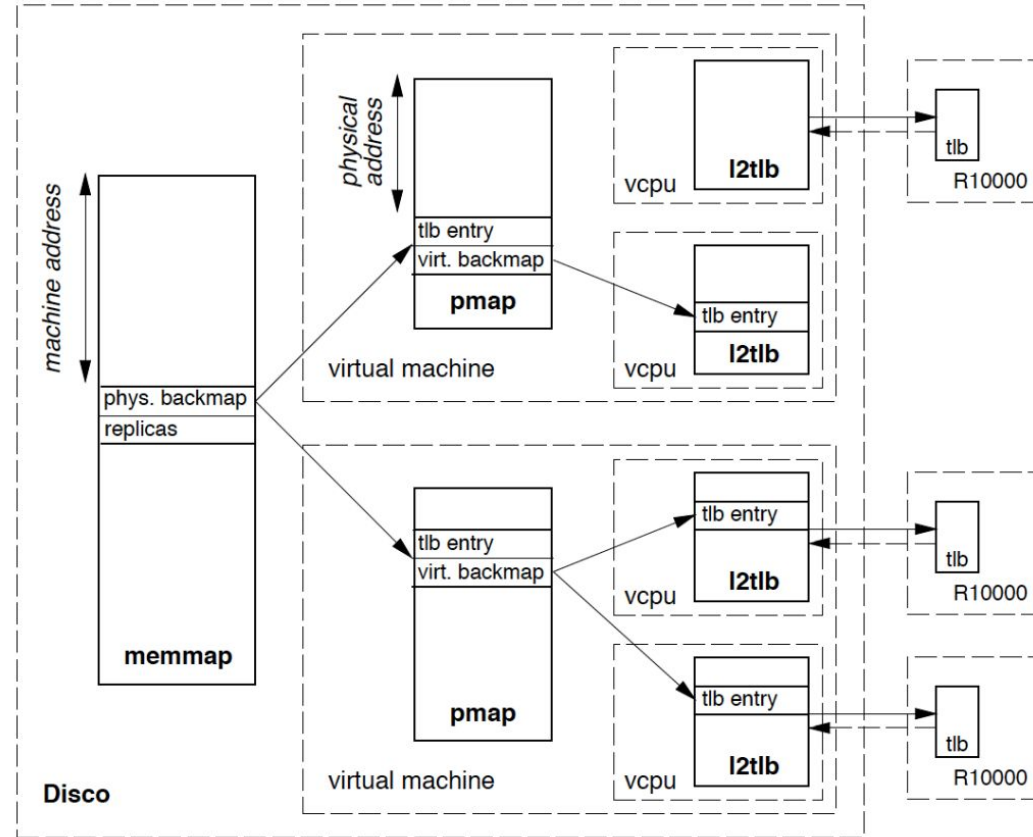 machine address
phys. backmap
replicas
memmap
Disco
physical
address
tlb entry
virt. backmap
pmap
virtual machine
l2tlb
vcpu
tlb entry
l2tlb
vcpu
tlb
R10000
tlb entry
virt. backmap
pmap
virtual machine
tlb entry
l2tlb
vcpu
tlb entry
l2tlb
vcpu
tlb
R10000
tlb
R10000